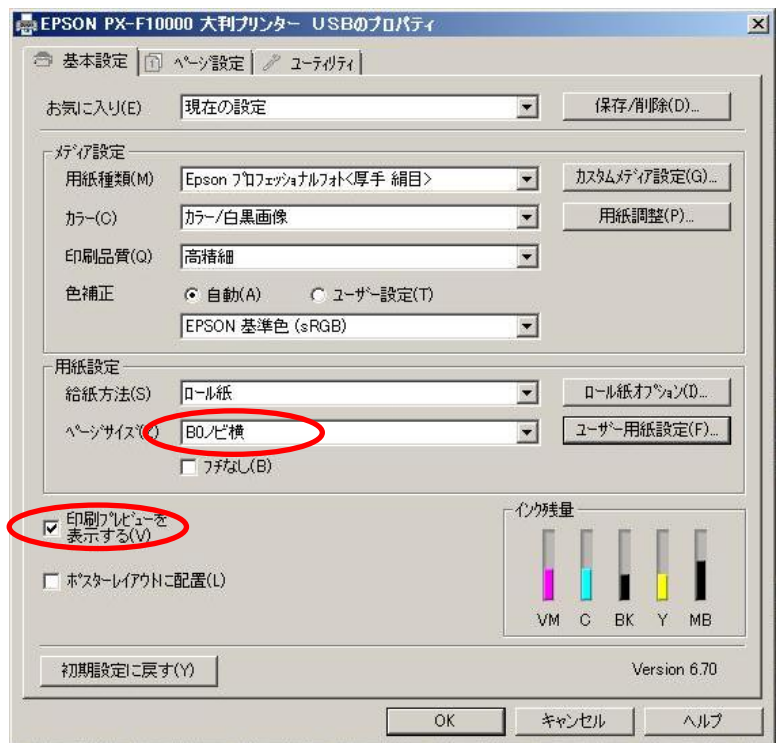 EPSON PX-F10000 大判プリンター USBのプロパティ
基本設定 ページ設定 ユーティリティ
お気に入り(E) 現在の設定 保存/削除(D)...
メディア設定
用紙種類(M) Epson プロフェッショナルフォト<厚手 絹目> カスタムメディア設定(G)...
カラー(C) カラー/白黒画像 用紙調整(P)...
印刷品質(Q) 高精細
色補正 自動(A) ユーザー設定(T)
EPSON 基準色 (sRGB)
用紙設定
給紙方法(S) ロール紙 ロール紙オプション(I)...
ページサイズ(Z) B0ノビ横 ユーザー用紙設定(F)...
フチなし(B)
印刷プレビューを
表示する(V)
インク残量
ポスターレイアウトに配置(L)
VM C BK Y MB
初期設定に戻す(Y) Version 6.70
OK キャンセル ヘルプ